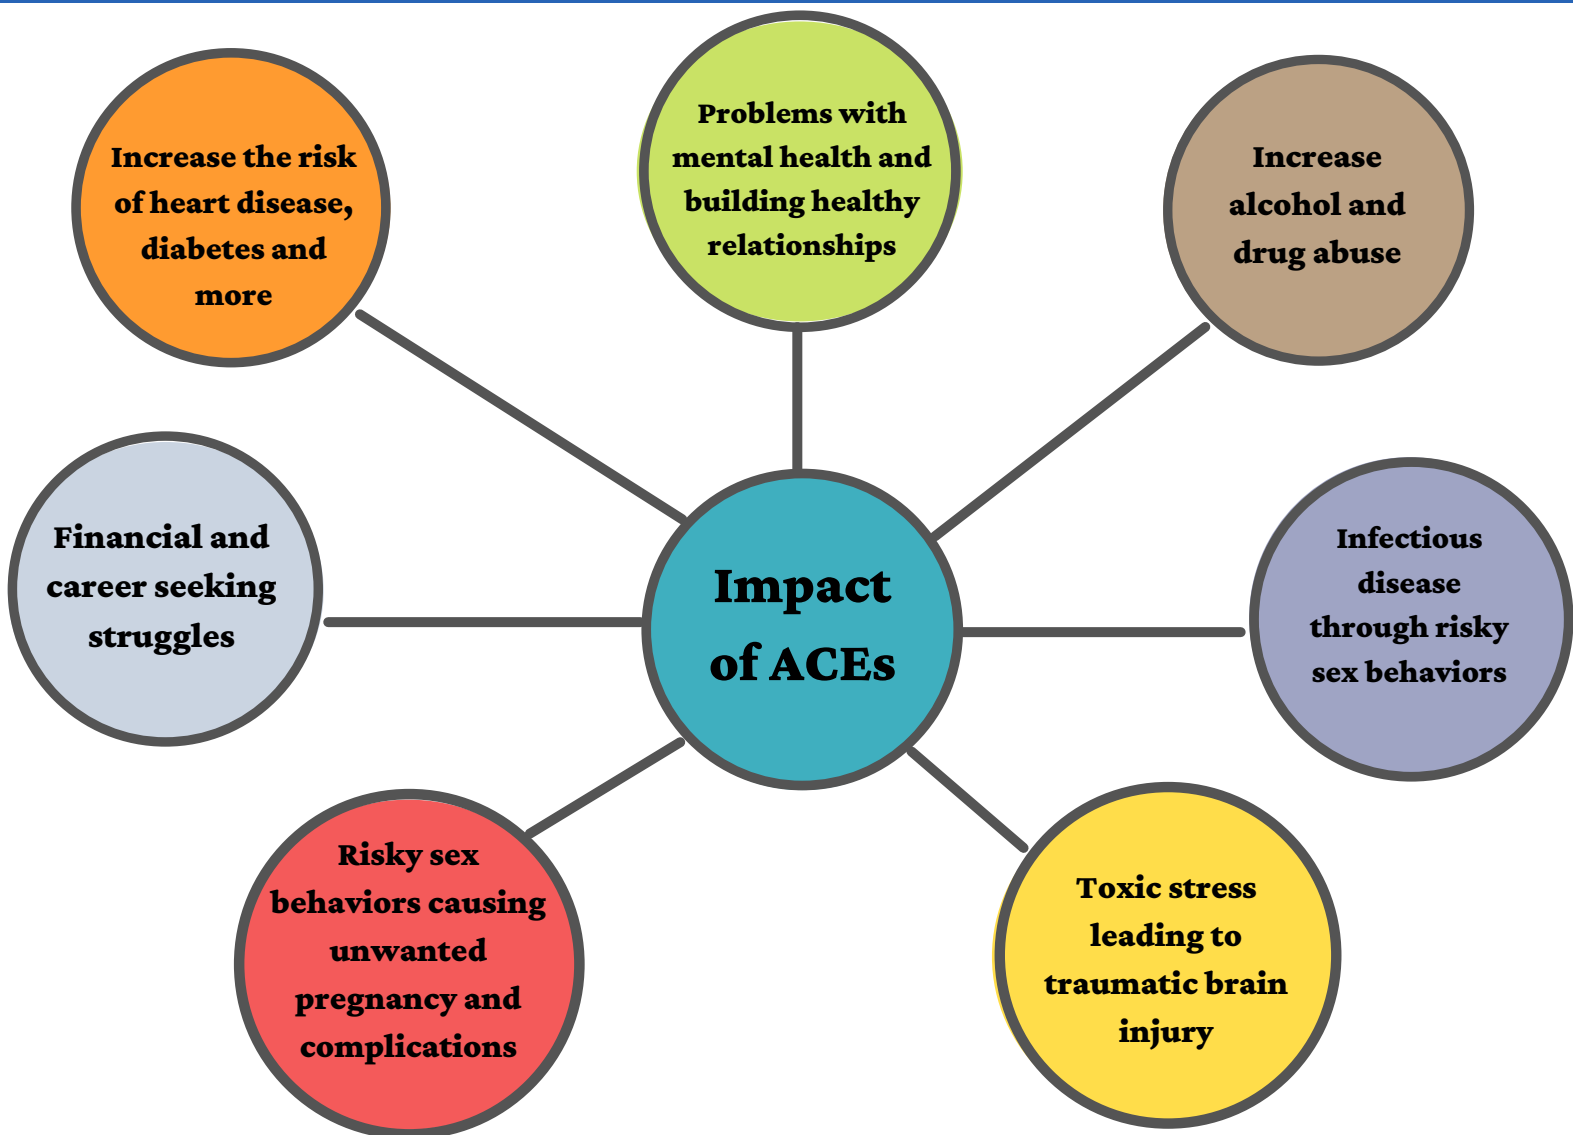 Problems with
mental health and
building healthy
relationships
Increase the risk
of heart disease,
diabetes and
more
Increase
alcohol and
drug abuse
Financial and
career seeking
struggles
Impact
of ACEs
Infectious
disease
through risky
sex behaviors
Risky sex
behaviors causing
unwanted
pregnancy and
complications
Toxic stress
leading to
traumatic brain
injury